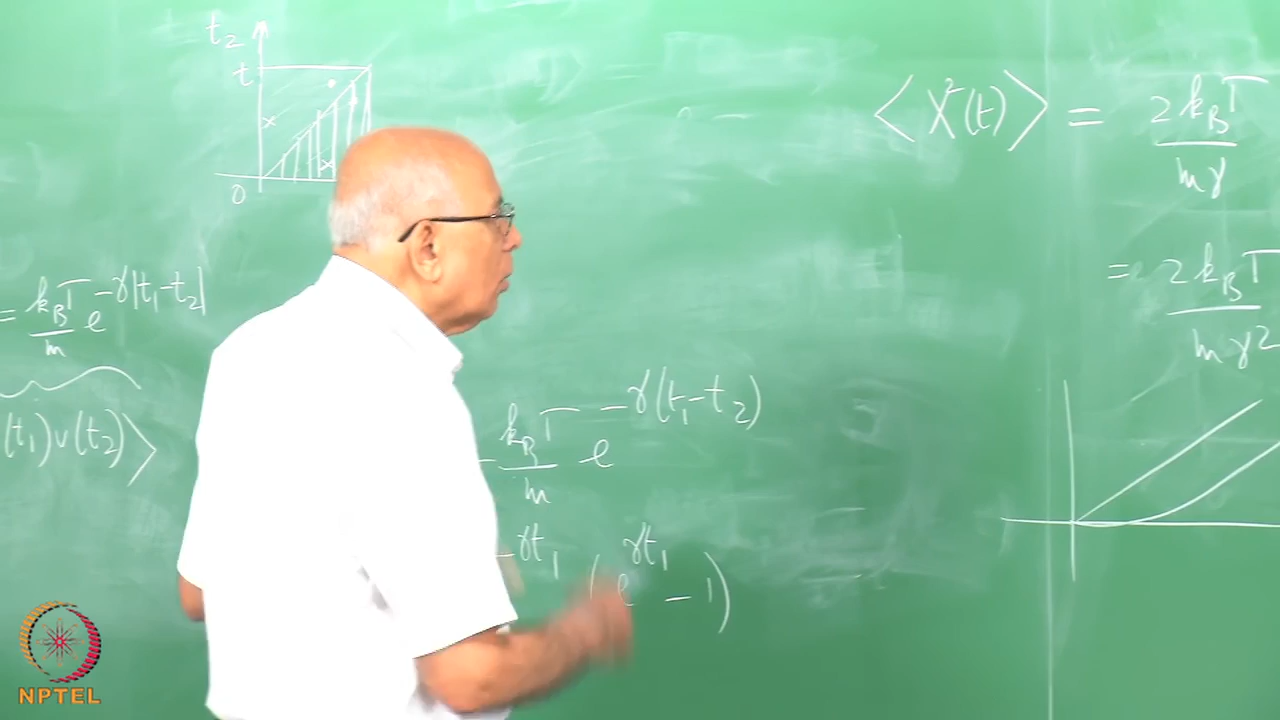 t₂
t
0
= k_BT/m e^{-γ|t₁-t₂|}
(t₁)v(t₂)⟩
k_BT/m e^{-γ(t₁-t₂)}
-γt₁ (e^{γt₁} - 1)
⟨X²(t)⟩ = 2k_BT/mγ
= 2k_BT/mγ²
NPTEL